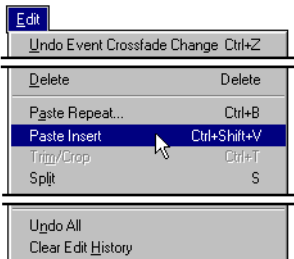 Edit
Undo Event Crossfade Change Ctrl+Z
Delete Delete
Paste Repeat... Ctrl+B
Paste Insert Ctrl+Shift+V
Trim/Crop Ctrl+T
Split S
Undo All
Clear Edit History